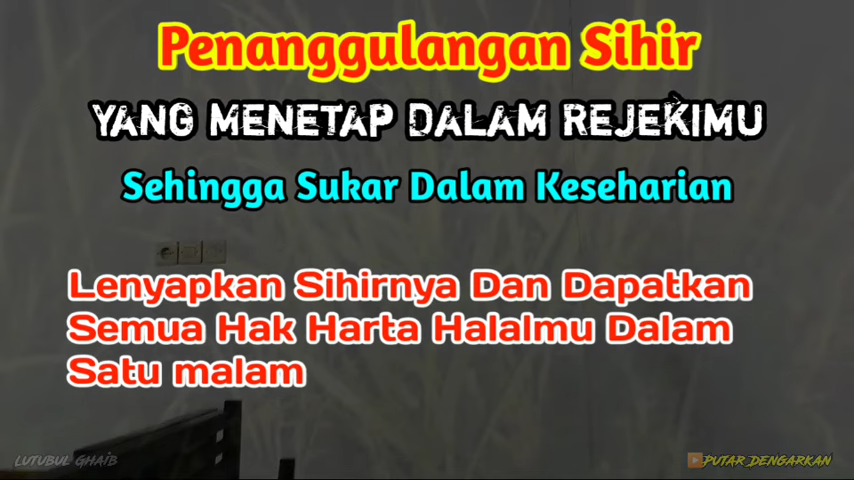 Penanggulangan Sihir
YANG MENETAP DALAM REJEKIMU
Sehingga Sukar Dalam Keseharian
Lenyapkan Sihirnya Dan Dapatkan
Semua Hak Harta Halalmu Dalam
Satu malam
LUTUBUL GHAIB
PUTAR DENGARKAN